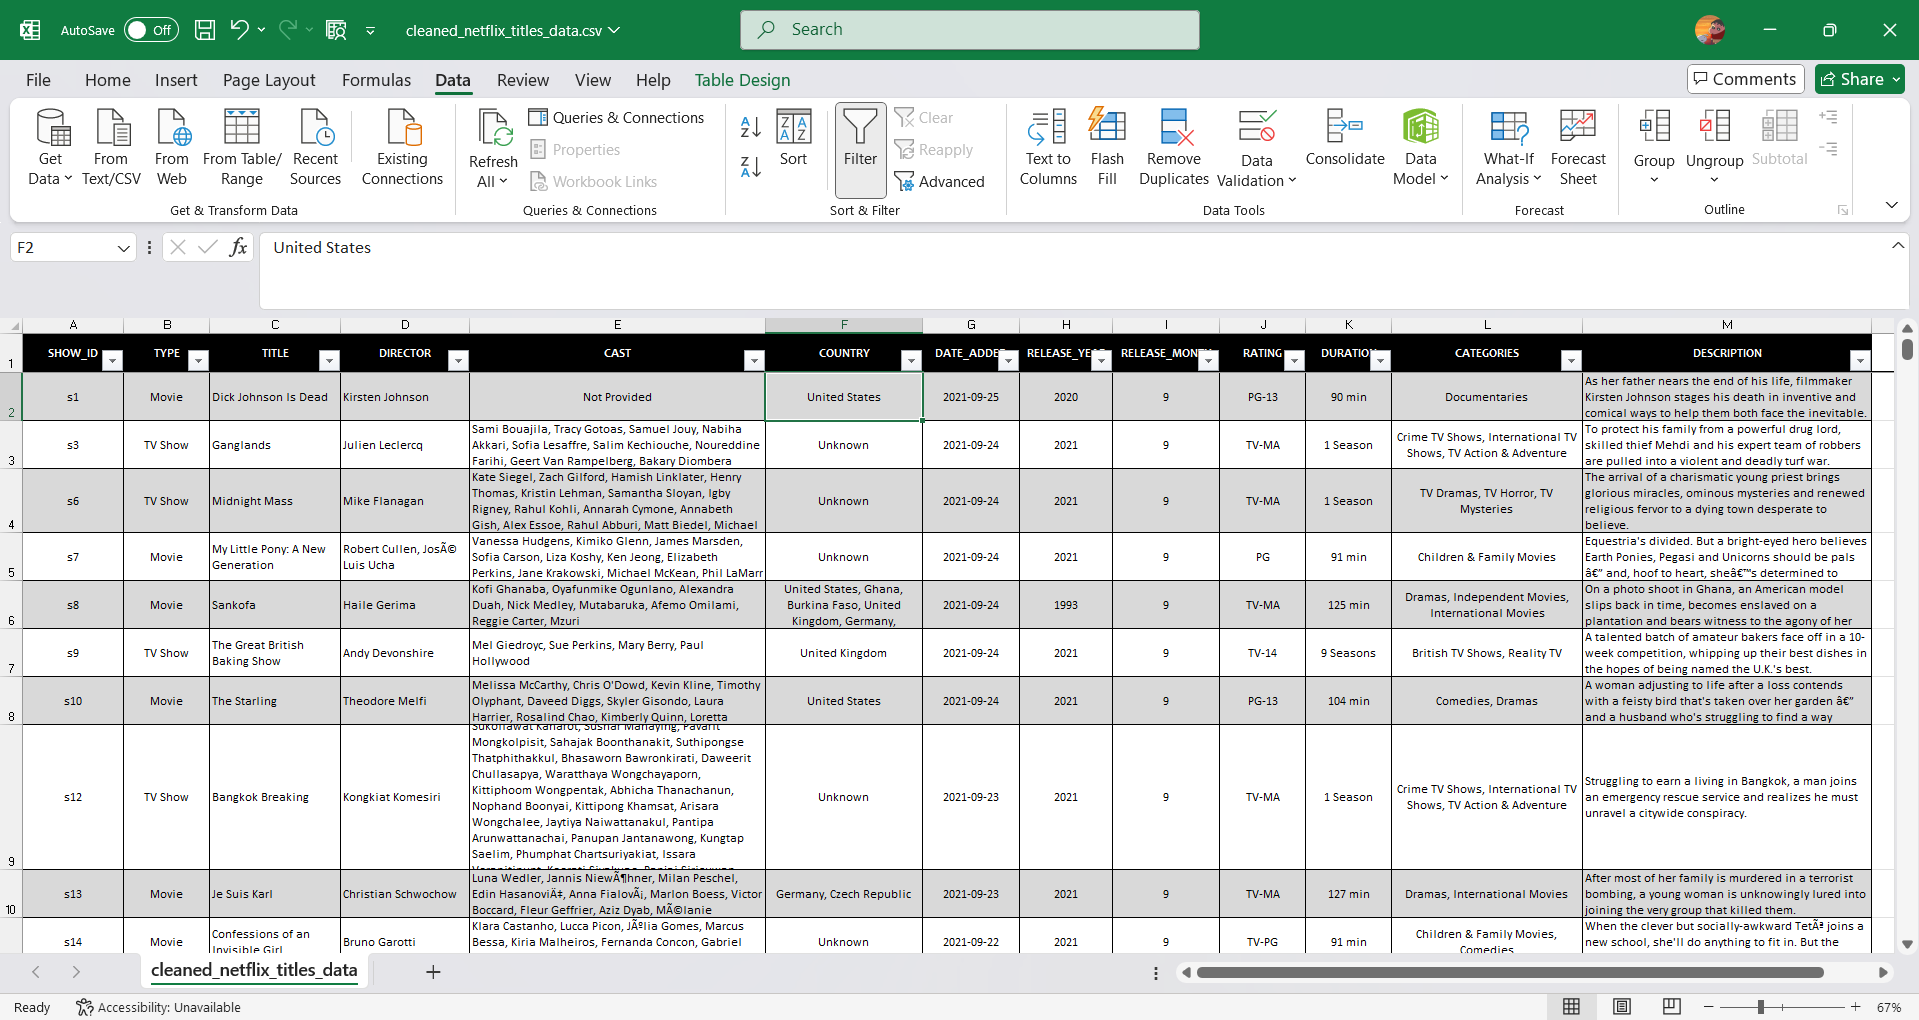 AutoSave Off cleaned_netflix_titles_data.csv Search
File Home Insert Page Layout Formulas Data Review View Help Table Design Comments Share
Get Data From Text/CSV From Web From Table/Range Recent Sources Existing Connections
Get & Transform Data
Refresh All Queries & Connections
Properties
Workbook Links
Queries & Connections
Sort Filter Clear
Reapply
Advanced
Sort & Filter
Text to Columns Flash Fill Remove Duplicates Data Validation Consolidate Data Model
Data Tools
What-If Analysis Forecast Sheet
Forecast
Group Ungroup Subtotal
Outline
F2 fx United States
A B C D E F G H I J K L M
1 SHOW_ID TYPE TITLE DIRECTOR CAST COUNTRY DATE_ADDE RELEASE_YEAR RELEASE_MONTH RATING DURATION CATEGORIES DESCRIPTION
2 s1 Movie Dick Johnson Is Dead Kirsten Johnson Not Provided United States 2021-09-25 2020 9 PG-13 90 min Documentaries
As her father nears the end of his life, filmmaker
Kirsten Johnson stages his death in inventive and
comical ways to help them both face the inevitable.
3 s3 TV Show Ganglands Julien Leclercq
Sami Bouajila, Tracy Gotoas, Samuel Jouy, Nabiha
Akkari, Sofia Lesaffre, Salim Kechiouche, Noureddine
Farihi, Geert Van Rampelberg, Bakary Diombera
Unknown 2021-09-24 2021 9 TV-MA 1 Season
Crime TV Shows, International TV
Shows, TV Action & Adventure
To protect his family from a powerful drug lord,
skilled thief Mehdi and his expert team of robbers
are pulled into a violent and deadly turf war.
4 s6 TV Show Midnight Mass Mike Flanagan
Kate Siegel, Zach Gilford, Hamish Linklater, Henry
Thomas, Kristin Lehman, Samantha Sloyan, Igby
Rigney, Rahul Kohli, Annarah Cymone, Annabeth
Gish, Alex Essoe, Rahul Abburi, Matt Biedel, Michael
Unknown 2021-09-24 2021 9 TV-MA 1 Season
TV Dramas, TV Horror, TV
Mysteries
The arrival of a charismatic young priest brings
glorious miracles, ominous mysteries and renewed
religious fervor to a dying town desperate to
believe.
5 s7 Movie
My Little Pony: A New
Generation
Robert Cullen, JosÃ©
Luis Ucha
Vanessa Hudgens, Kimiko Glenn, James Marsden,
Sofia Carson, Liza Koshy, Ken Jeong, Elizabeth
Perkins, Jane Krakowski, Michael McKean, Phil LaMarr
Unknown 2021-09-24 2021 9 PG 91 min Children & Family Movies
Equestria's divided. But a bright-eyed hero believes
Earth Ponies, Pegasi and Unicorns should be pals
â€” and, hoof to heart, sheâ€™s determined to
6 s8 Movie Sankofa Haile Gerima
Kofi Ghanaba, Oyafunmike Ogunlano, Alexandra
Duah, Nick Medley, Mutabaruka, Afemo Omilami,
Reggie Carter, Mzuri
United States, Ghana,
Burkina Faso, United
Kingdom, Germany,
2021-09-24 1993 9 TV-MA 125 min
Dramas, Independent Movies,
International Movies
On a photo shoot in Ghana, an American model
slips back in time, becomes enslaved on a
plantation and bears witness to the agony of her
7 s9 TV Show
The Great British
Baking Show
Andy Devonshire
Mel Giedroyc, Sue Perkins, Mary Berry, Paul
Hollywood
United Kingdom 2021-09-24 2021 9 TV-14 9 Seasons British TV Shows, Reality TV
A talented batch of amateur bakers face off in a 10-
week competition, whipping up their best dishes in
the hopes of being named the U.K.'s best.
8 s10 Movie The Starling Theodore Melfi
Melissa McCarthy, Chris O'Dowd, Kevin Kline, Timothy
Olyphant, Daveed Diggs, Skyler Gisondo, Laura
Harrier, Rosalind Chao, Kimberly Quinn, Loretta
United States 2021-09-24 2021 9 PG-13 104 min Comedies, Dramas
A woman adjusting to life after a loss contends
with a feisty bird that's taken over her garden â€”
and a husband who's struggling to find a way
9 s12 TV Show Bangkok Breaking Kongkiat Komesiri
Sukollawat Kanarot, Sushar Manaying, Pavarit
Mongkolpisit, Sahajak Boonthanakit, Suthipongse
Thatphithakkul, Bhasaworn Bawronkirati, Daweerit
Chullasapya, Waratthaya Wongchayaporn,
Kittiphoom Wongpentak, Abhicha Thanachanun,
Nophand Boonyai, Kittipong Khamsat, Arisara
Wongchalee, Jaytiya Naiwattanakul, Pantipa
Arunwattanachai, Panupan Jantanawong, Kungtap
Saelim, Phumphat Chartsuriyakiat, Issara
Unknown 2021-09-23 2021 9 TV-MA 1 Season
Crime TV Shows, International TV
Shows, TV Action & Adventure
Struggling to earn a living in Bangkok, a man joins
an emergency rescue service and realizes he must
unravel a citywide conspiracy.
10 s13 Movie Je Suis Karl Christian Schwochow
Luna Wedler, Jannis NiewÃ¶hner, Milan Peschel,
Edin HasanoviÄ‡, Anna FialovÃ¡, Marlon Boess, Victor
Boccard, Fleur Geffrier, Aziz Dyab, MÃ©lanie
Germany, Czech Republic 2021-09-23 2021 9 TV-MA 127 min Dramas, International Movies
After most of her family is murdered in a terrorist
bombing, a young woman is unknowingly lured into
joining the very group that killed them.
s14 Movie
Confessions of an
Invisible Girl
Bruno Garotti
Klara Castanho, Lucca Picon, JÃºlia Gomes, Marcus
Bessa, Kiria Malheiros, Fernanda Concon, Gabriel
Unknown 2021-09-22 2021 9 TV-PG 91 min
Children & Family Movies,
Comedies
When the clever but socially-awkward TetÃª joins a
new school, she'll do anything to fit in. But the
cleaned_netflix_titles_data
Ready Accessibility: Unavailable 67%